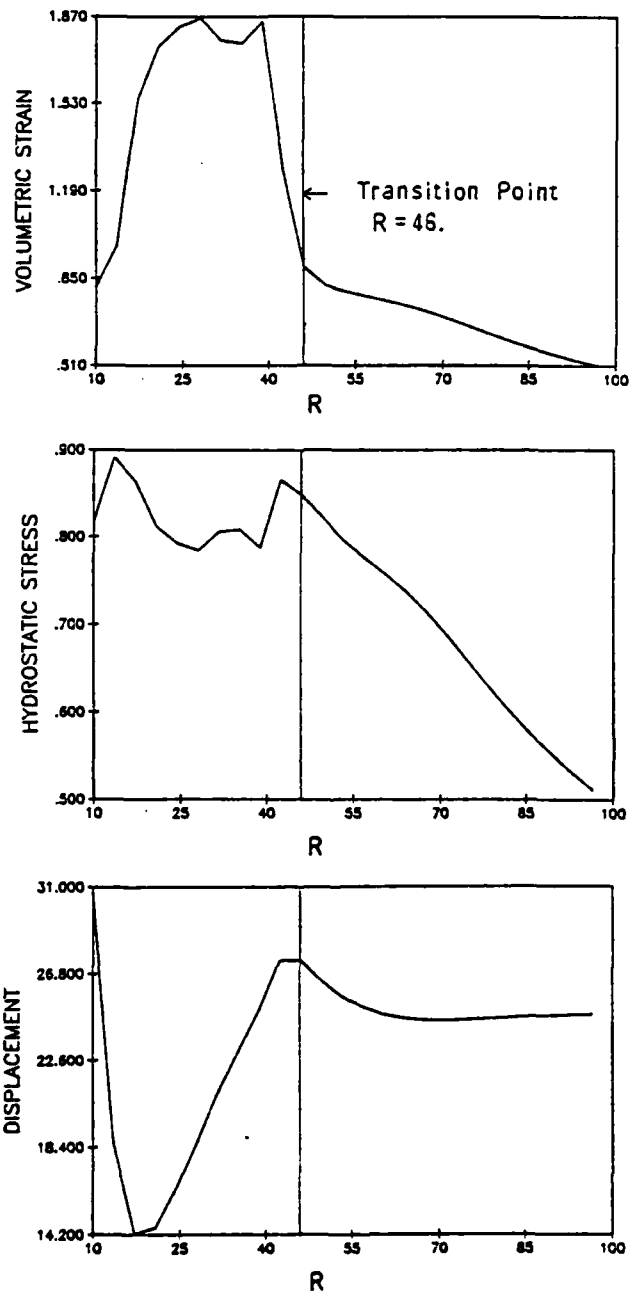 1.870
1.530
1.190
.850
.510
VOLUMETRIC STRAIN
← Transition Point
R = 46.
10 25 40 55 70 85 100
R
.900
.800
.700
.600
.500
HYDROSTATIC STRESS
10 25 40 55 70 85 100
R
31.000
26.800
22.600
18.400
14.200
DISPLACEMENT
10 25 40 55 70 85 100
R